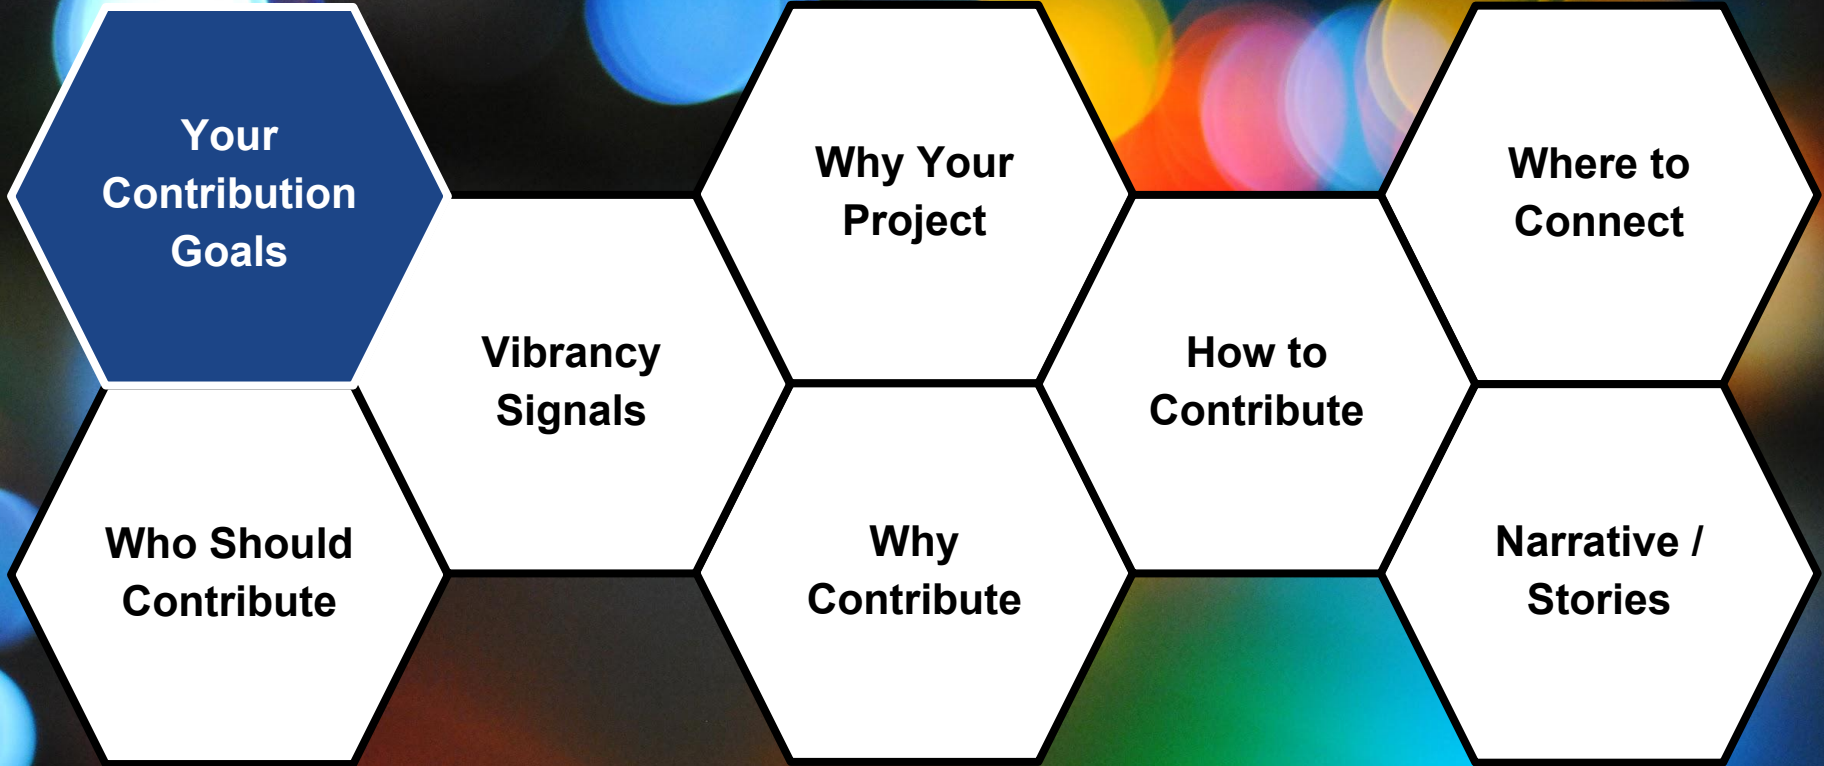 Your
Contribution
Goals
Who Should
Contribute
Vibrancy
Signals
Why Your
Project
Why
Contribute
How to
Contribute
Where to
Connect
Narrative /
Stories